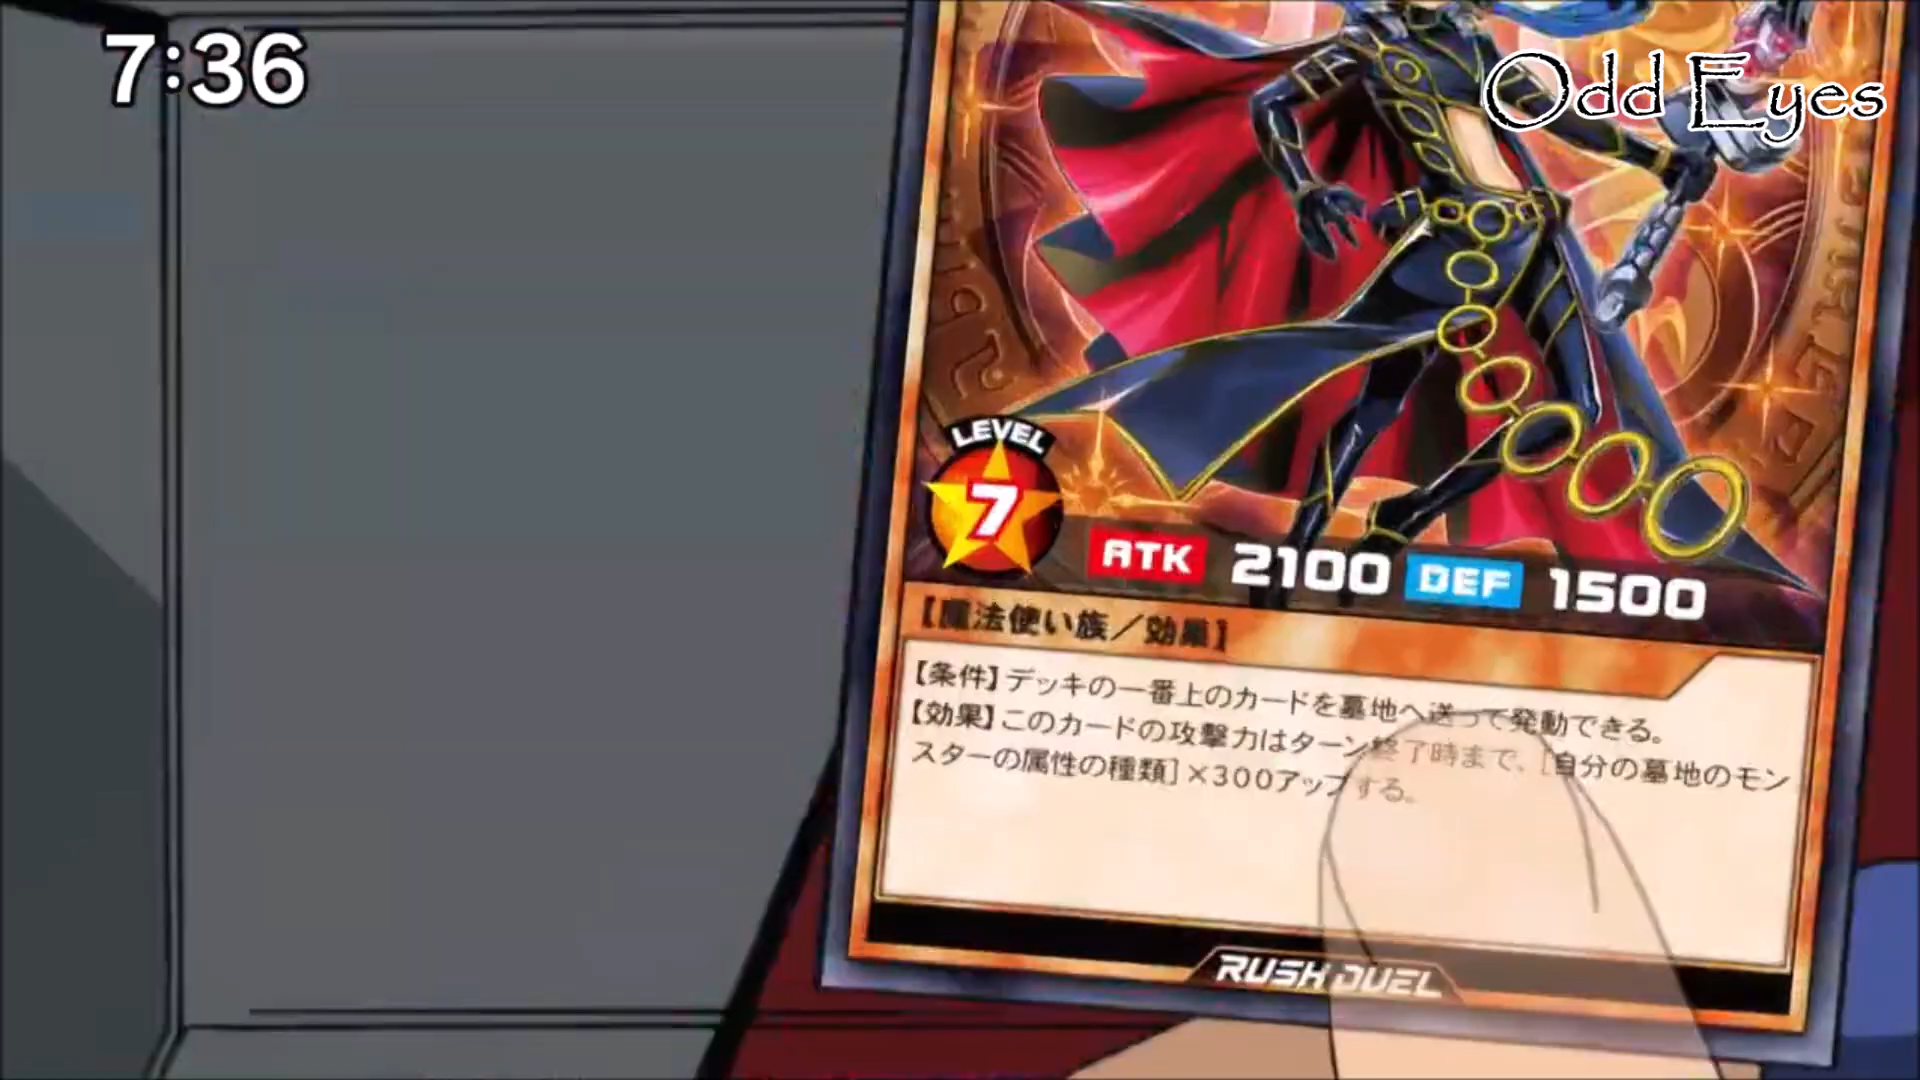 7:36
Odd Eyes
LEVEL
7
ATK 2100 DEF 1500
【魔法使い族／効果】
【条件】デッキの一番上のカードを墓地へ送って発動できる。
【効果】このカードの攻撃力はターン終了時まで、[自分の墓地のモン
スターの属性の種類]×300アップする。
RUSH DUEL